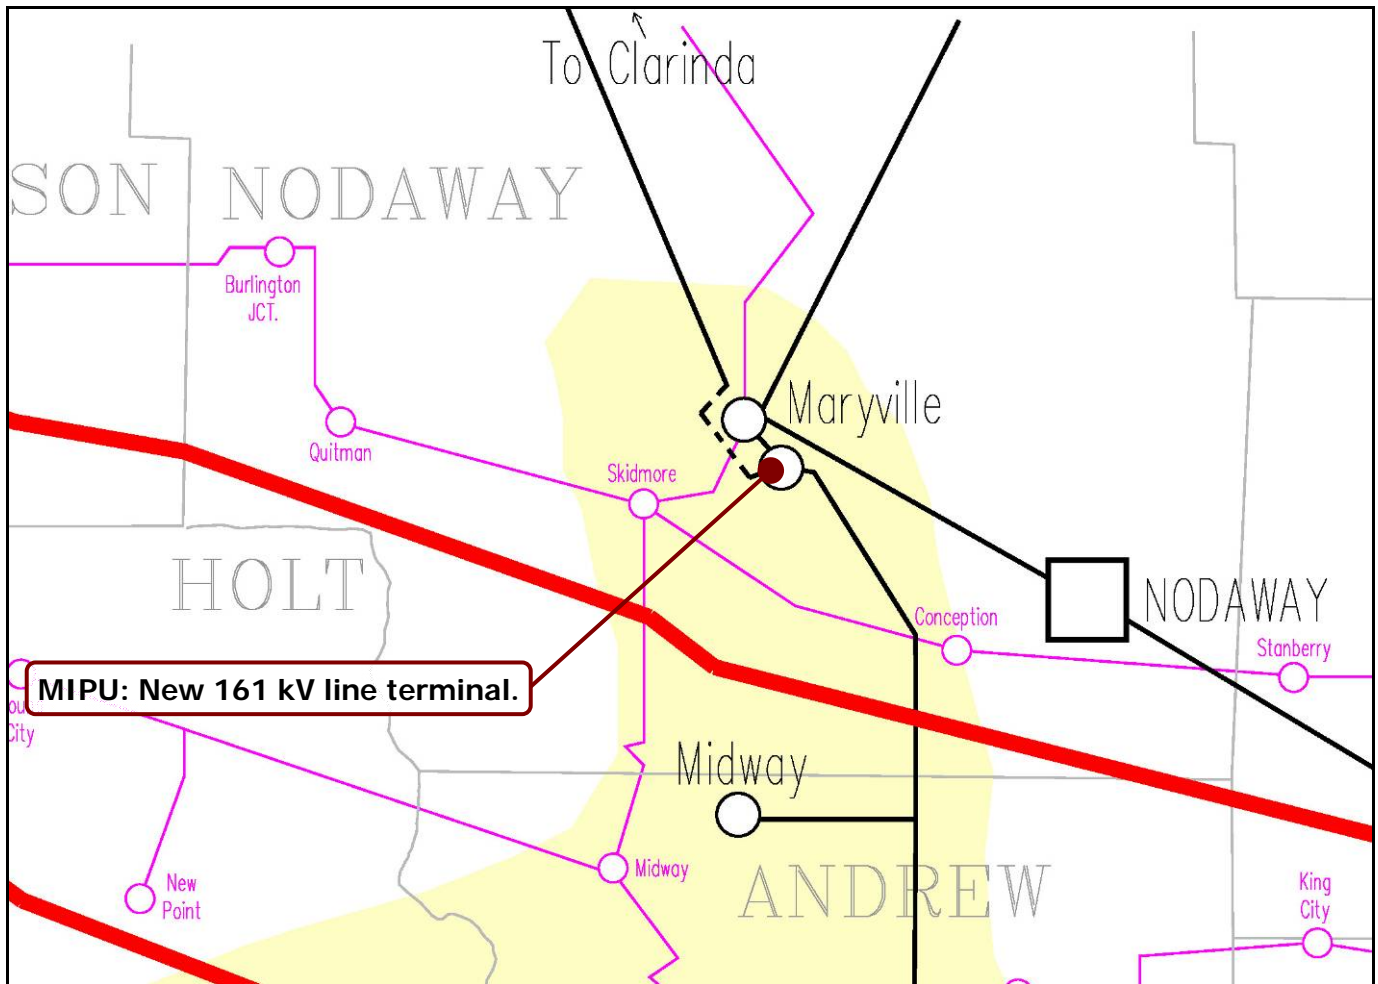 To Clarinda
SON
NODAWAY
Burlington
JCT.
Maryville
Quitman
Skidmore
HOLT
NODAWAY
Conception
Stanberry
MIPU: New 161 kV line terminal.
City
Midway
Midway
ANDREW
New
Point
King
City